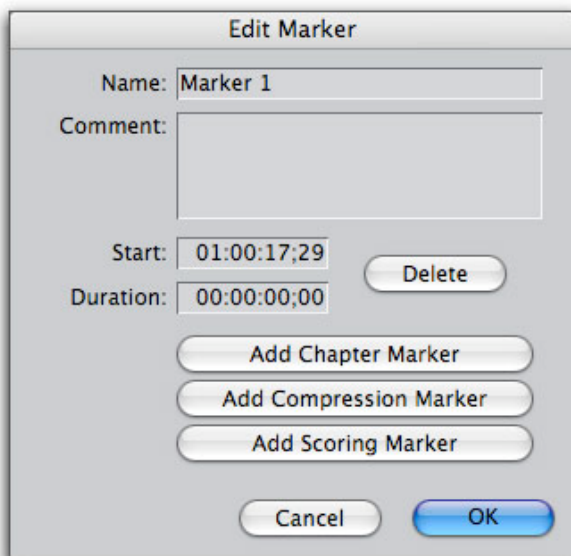 Edit Marker
Name: Marker 1
Comment:
Start: 01:00:17;29
Delete
Duration: 00:00:00;00
Add Chapter Marker
Add Compression Marker
Add Scoring Marker
Cancel OK